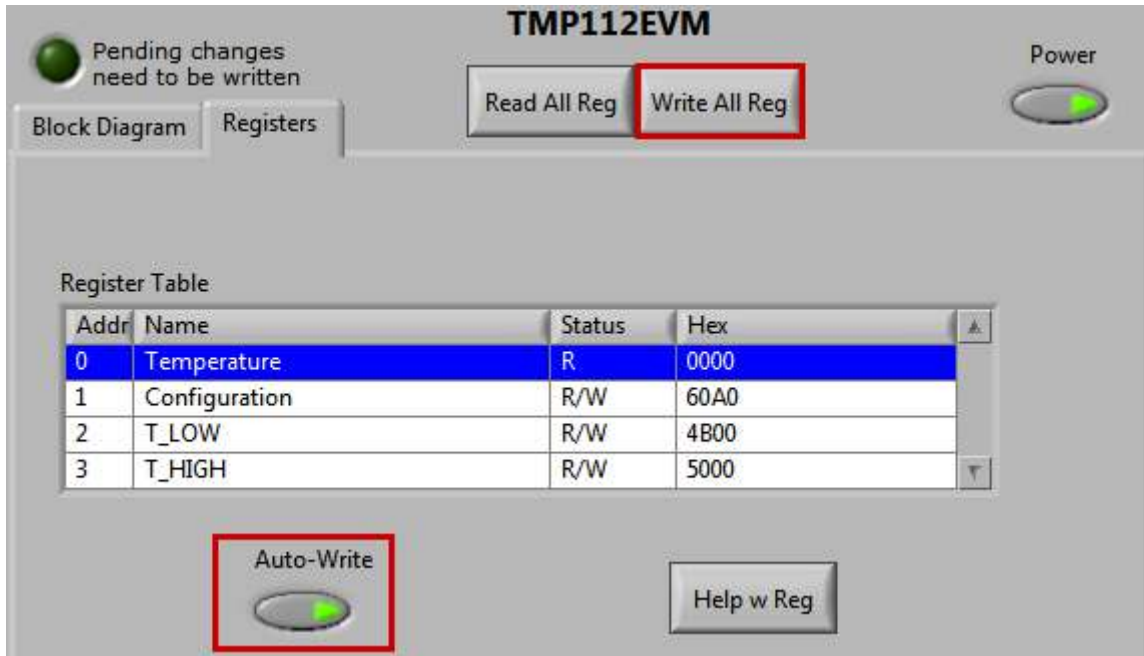 TMP112EVM
Pending changes
need to be written
Power
Read All Reg
Write All Reg
Block Diagram
Registers
Register Table
Addr Name Status Hex
0 Temperature R 0000
1 Configuration R/W 60A0
2 T_LOW R/W 4B00
3 T_HIGH R/W 5000
Auto-Write
Help w Reg